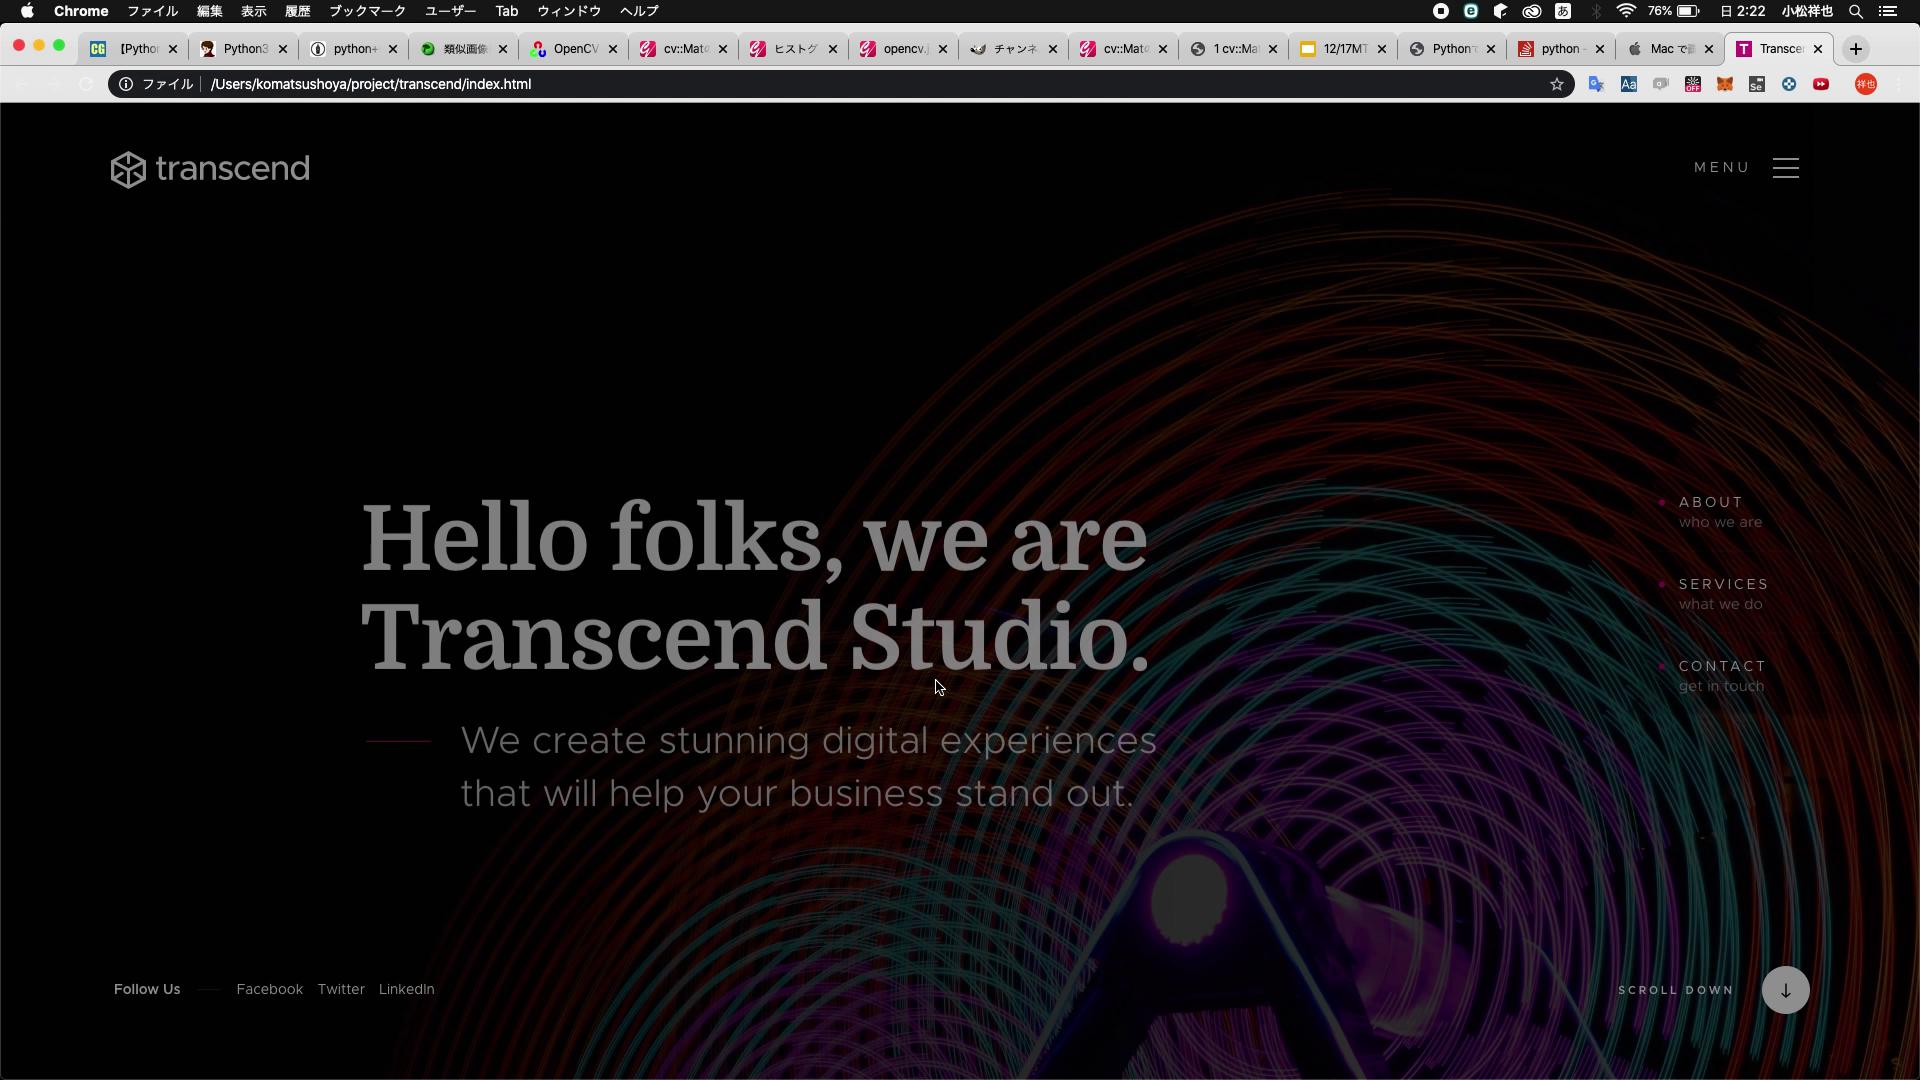 Chrome ファイル 編集 表示 履歴 ブックマーク ユーザー Tab ウィンドウ ヘルプ 76% 日 2:22 小松祥也
【Python Python3 python+ 類似画像 OpenCV cv::Mat ヒストグ opencv. チャンネ cv::Mat 1 cv::Ma 12/17MT Python python - Mac で Transcen
ファイル /Users/komatsushoya/project/transcend/index.html
transcend
MENU
Hello folks, we are
Transcend Studio.
We create stunning digital experiences
that will help your business stand out.
ABOUT
who we are
SERVICES
what we do
CONTACT
get in touch
Follow Us Facebook Twitter LinkedIn
SCROLL DOWN